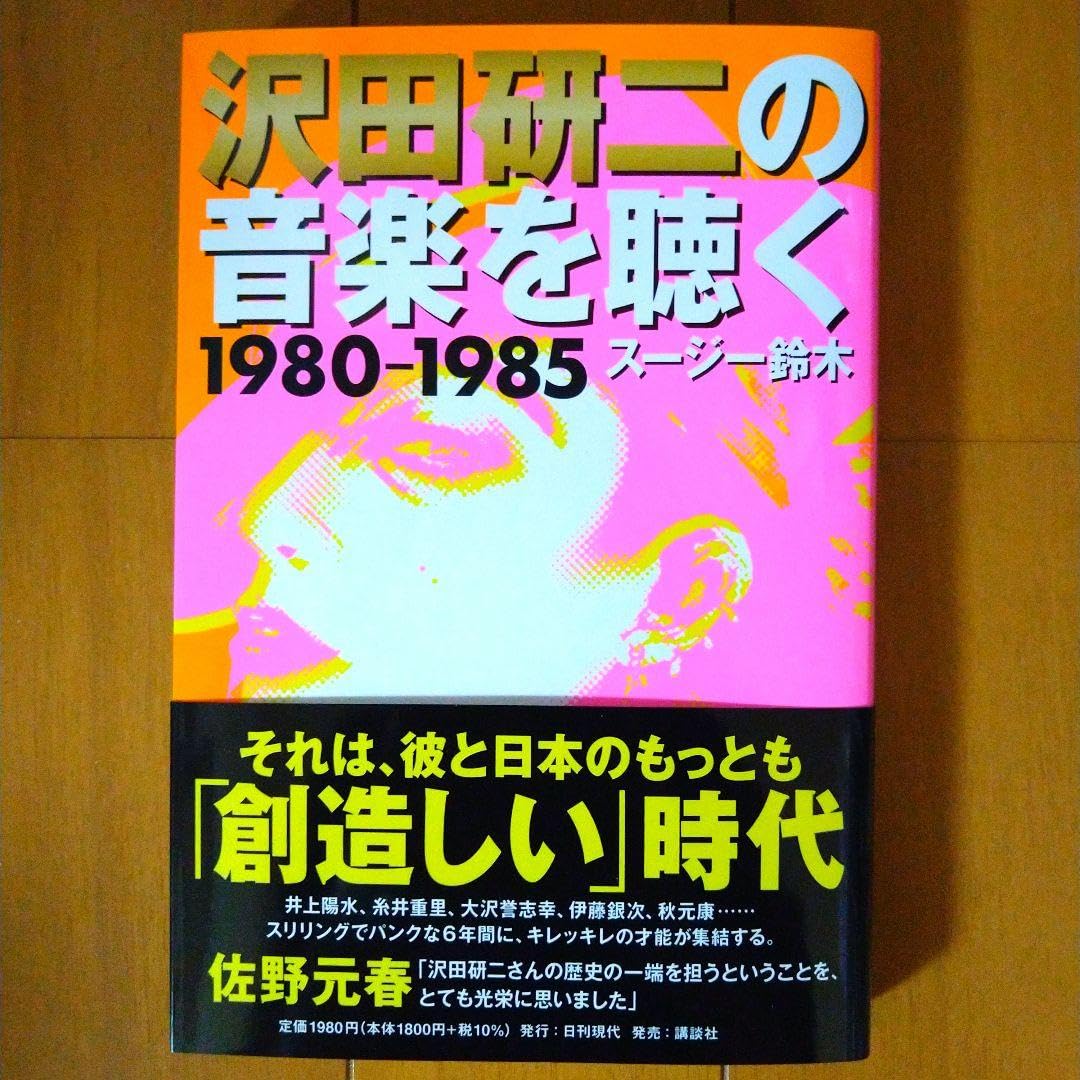 沢田研二の
音楽を聴く
1980-1985 スージー鈴木
それは、彼と日本のもっとも
「創造しい」時代
井上陽水、糸井重里、大沢誉志幸、伊藤銀次、秋元康……
スリリングでパンクな6年間に、キレッキレの才能が集結する。
佐野元春「沢田研二さんの歴史の一端を担うということを、
とても光栄に思いました」
定価1980円(本体1800円+税10%) 発行:日刊現代 発売:講談社